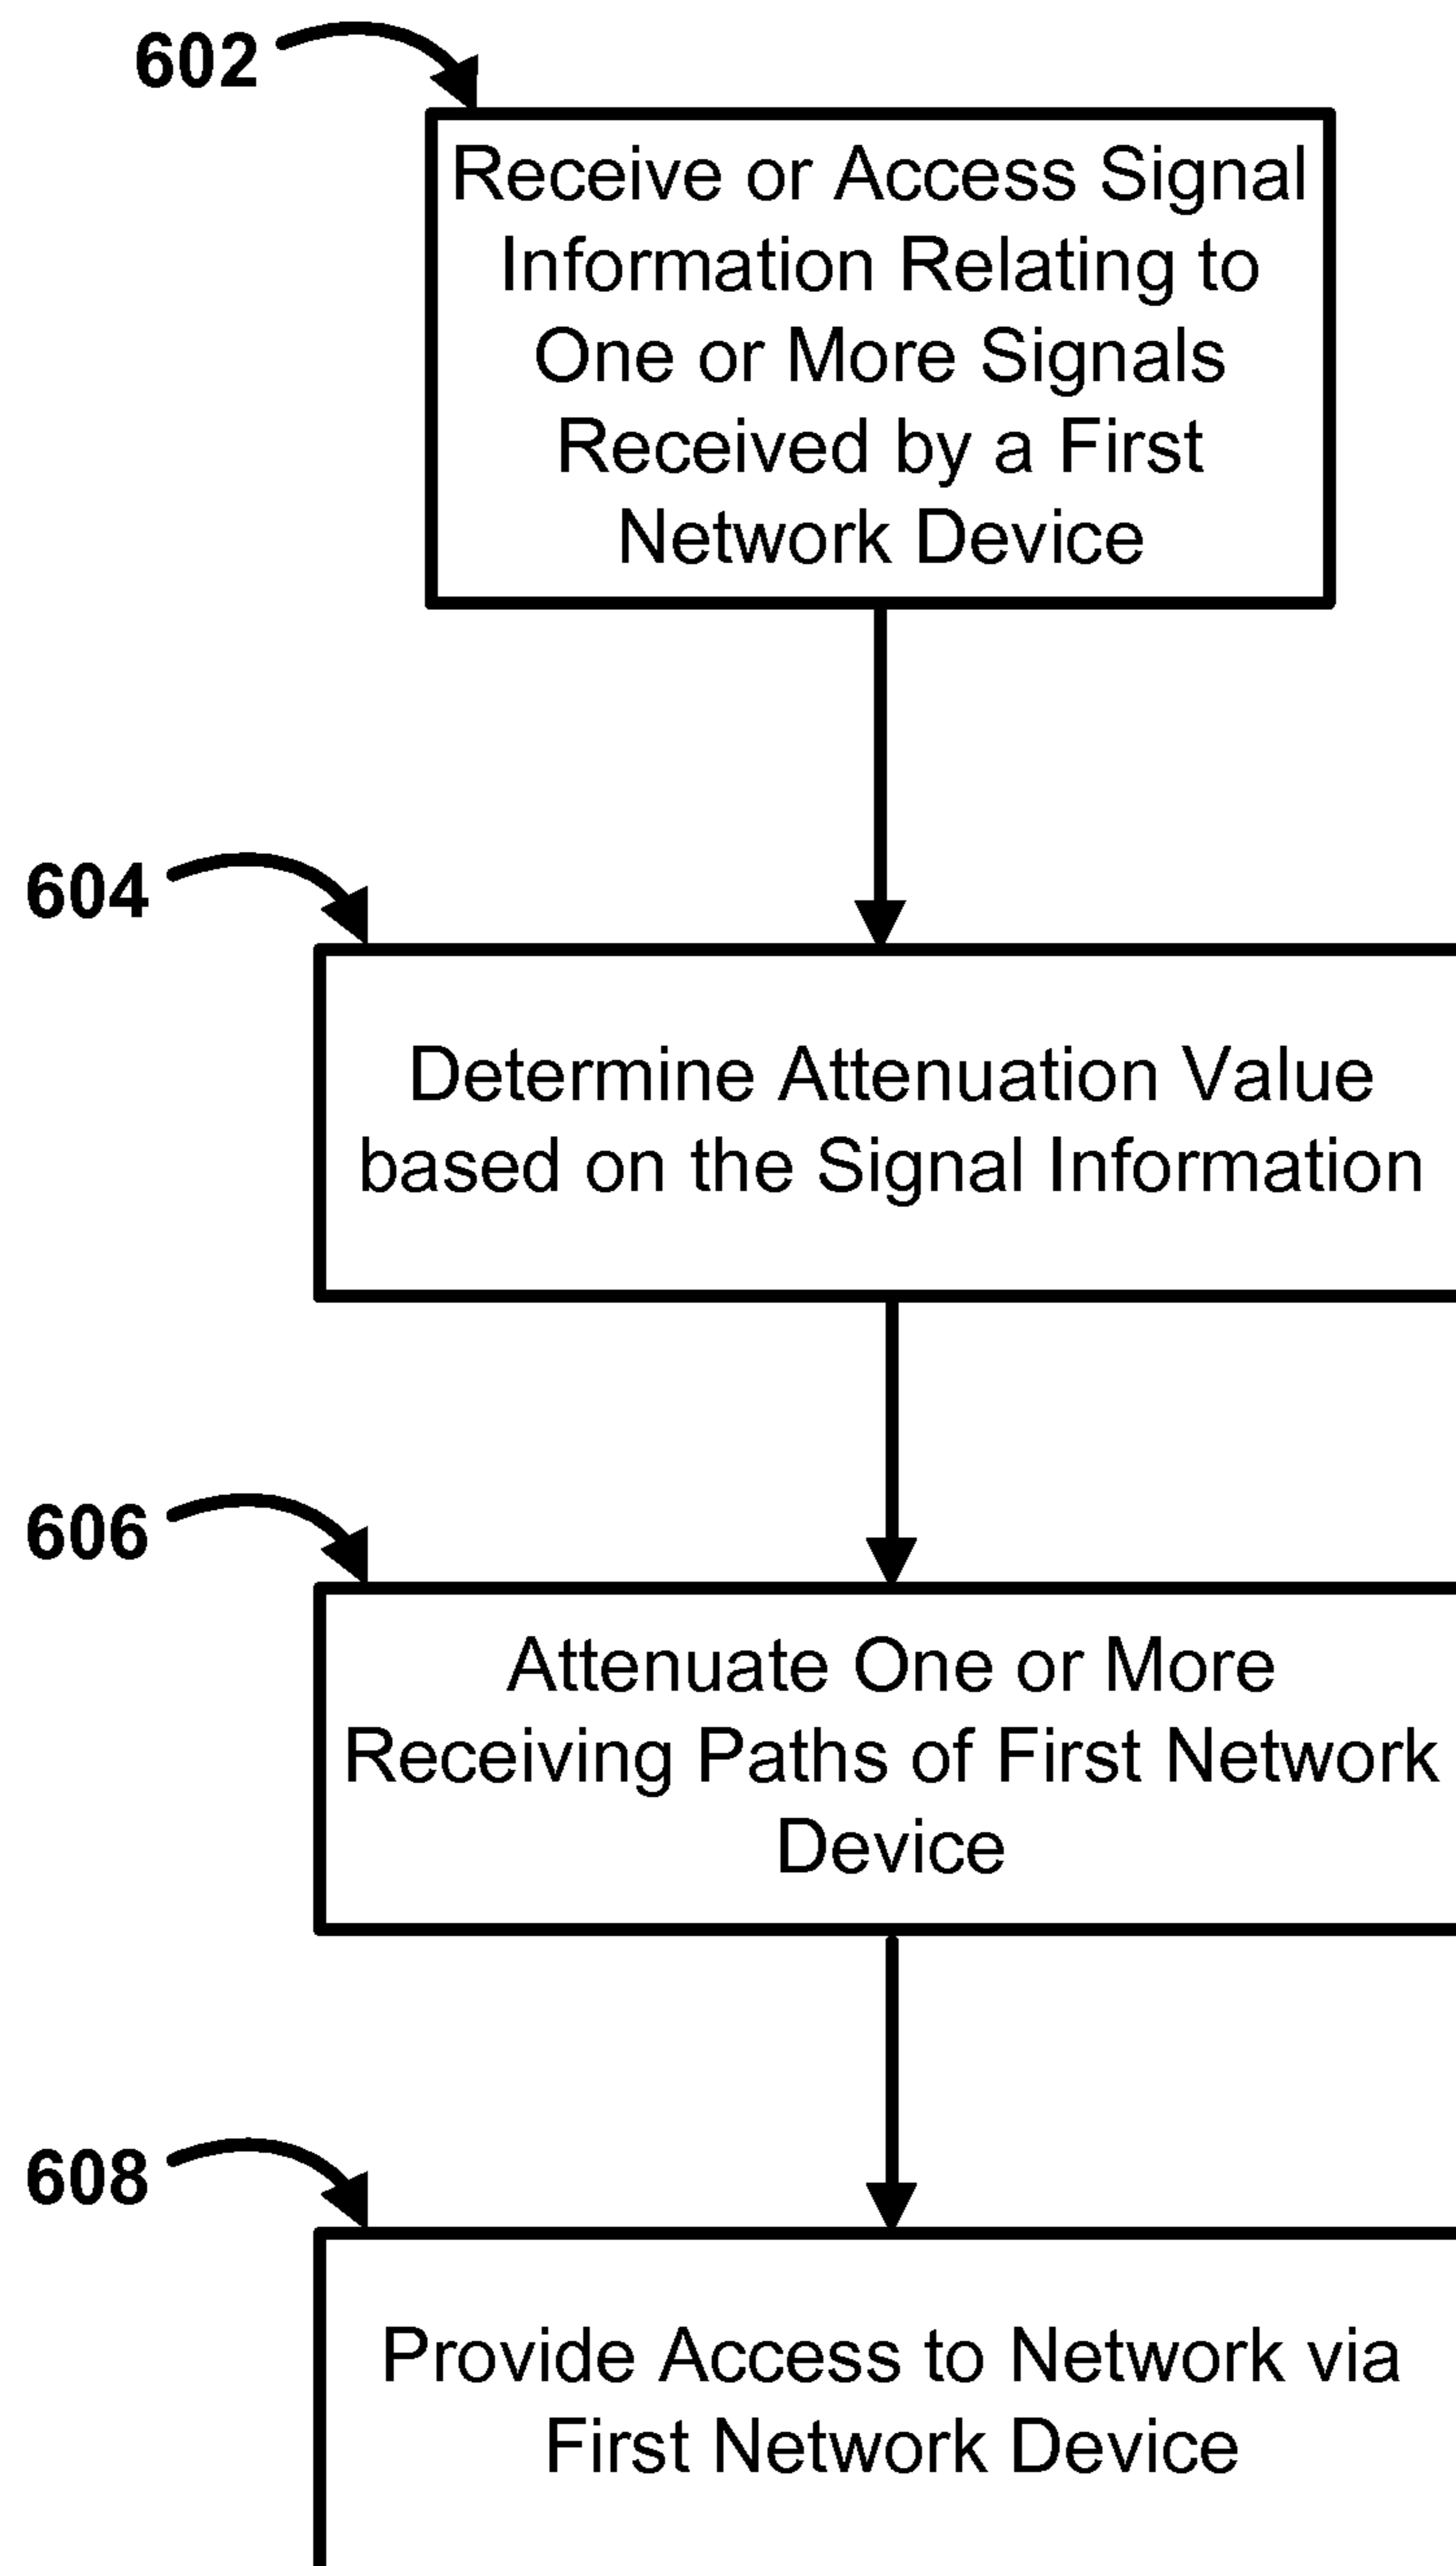 602
Receive or Access Signal
Information Relating to
One or More Signals
Received by a First
Network Device
604
Determine Attenuation Value
based on the Signal Information
606
Attenuate One or More
Receiving Paths of First Network
Device
608
Provide Access to Network via
First Network Device